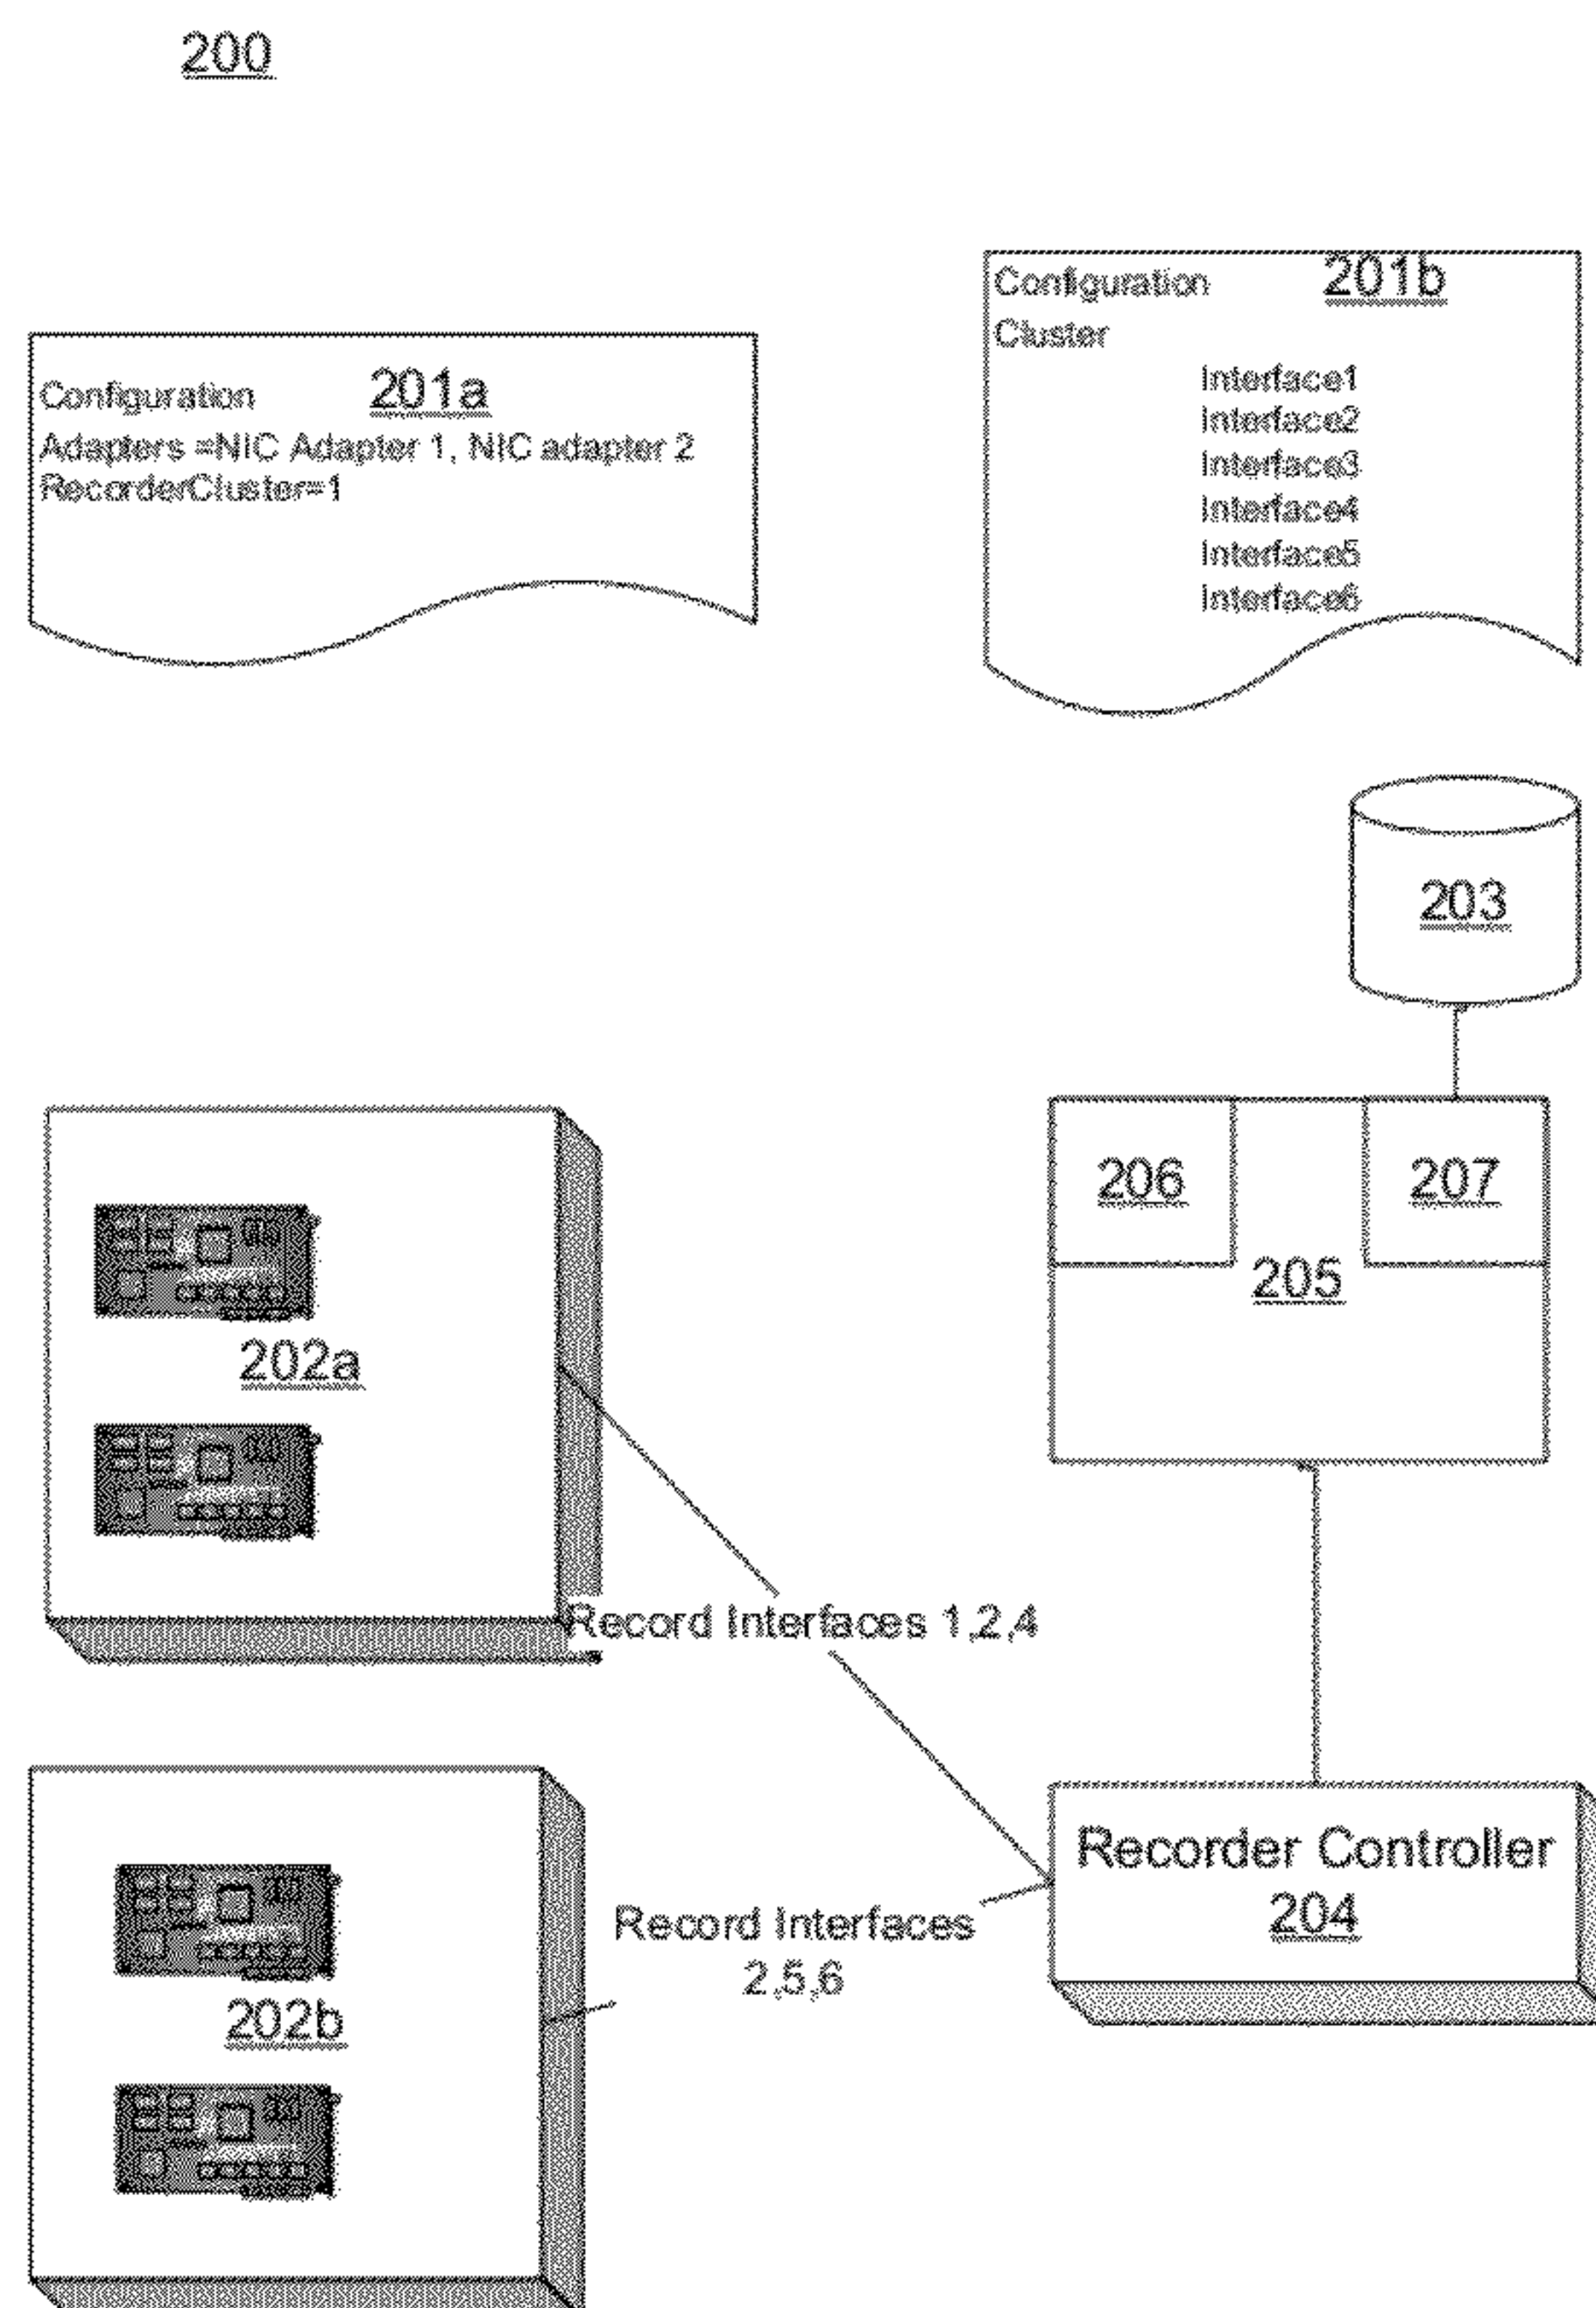 200
Configuration 201a
Adapters =NIC Adapter 1, NIC adapter 2
RecorderCluster=1
Configuration 201b
Cluster
Interface1
Interface2
Interface3
Interface4
Interface5
Interface6
203
206
207
205
202a
Record Interfaces 1,2,4
Recorder Controller
204
Record Interfaces
2,5,6
202b